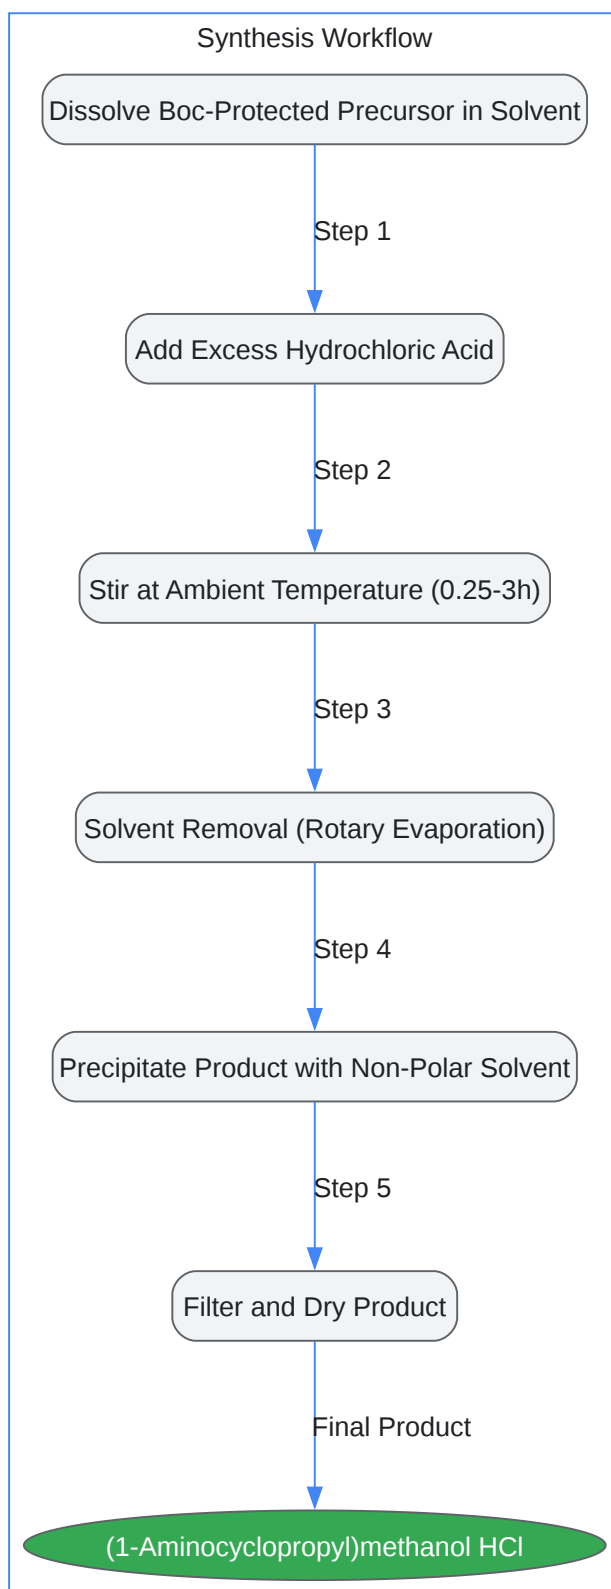 Synthesis Workflow
Dissolve Boc-Protected Precursor in Solvent
Step 1
Add Excess Hydrochloric Acid
Step 2
Stir at Ambient Temperature (0.25-3h)
Step 3
Solvent Removal (Rotary Evaporation)
Step 4
Precipitate Product with Non-Polar Solvent
Step 5
Filter and Dry Product
Final Product
(1-Aminocyclopropyl)methanol HCl